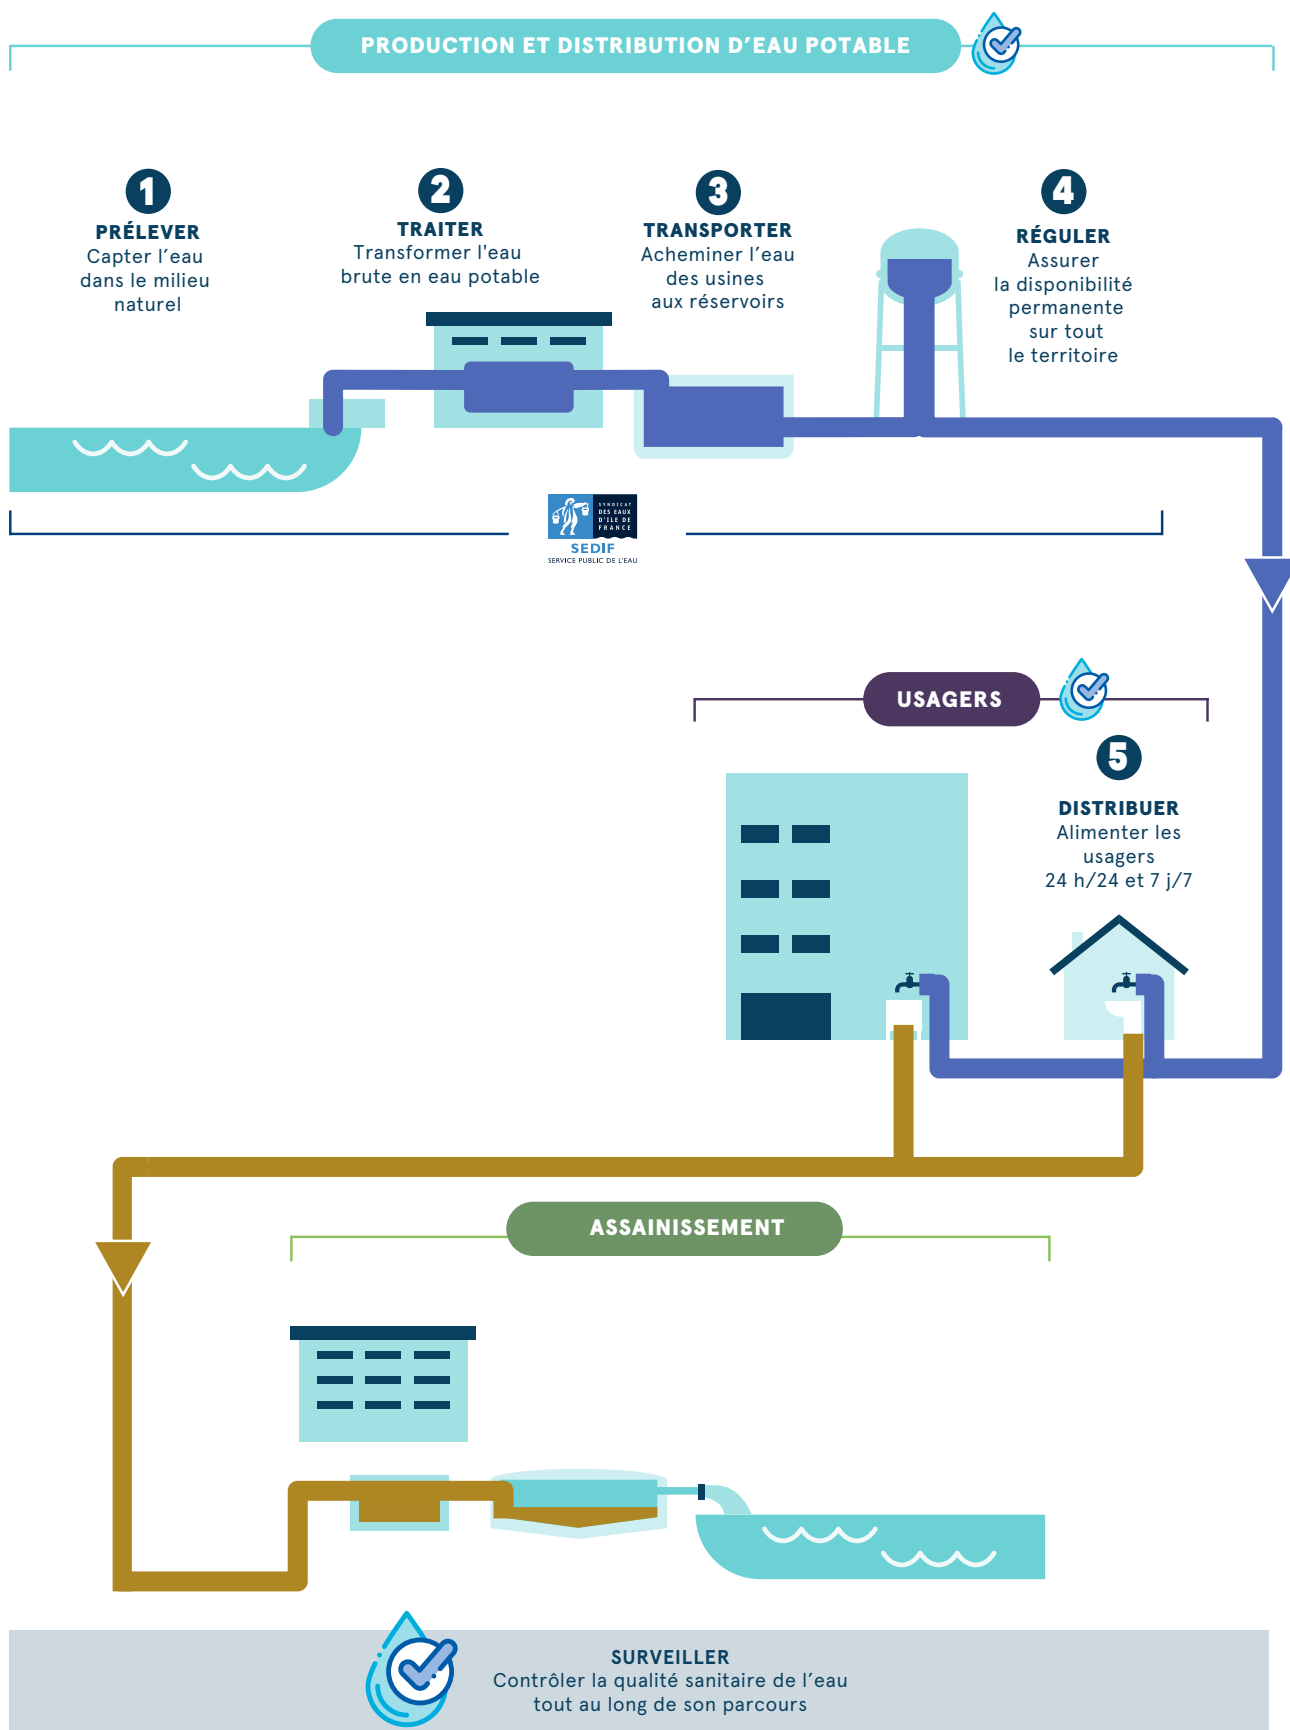 PRODUCTION ET DISTRIBUTION D’EAU POTABLE
1
PRÉLEVER
Capter l’eau
dans le milieu
naturel
2
TRAITER
Transformer l'eau
brute en eau potable
3
TRANSPORTER
Acheminer l’eau
des usines
aux réservoirs
4
RÉGULER
Assurer
la disponibilité
permanente
sur tout
le territoire
SYNDICAT
DES EAUX
D'ILE DE
FRANCE
SEDIF
SERVICE PUBLIC DE L'EAU
USAGERS
5
DISTRIBUER
Alimenter les
usagers
24 h/24 et 7 j/7
ASSAINISSEMENT
SURVEILLER
Contrôler la qualité sanitaire de l’eau
tout au long de son parcours